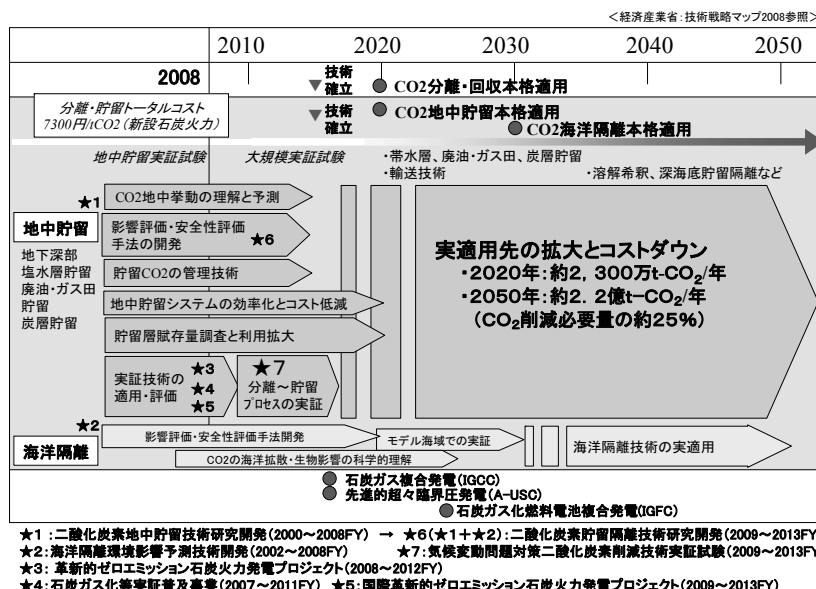 ＜経済産業省：技術戦略マップ2008参照＞
2010 2020 2030 2040 2050
2008
技術確立
CO2分離・回収本格適用
分離・貯留トータルコスト
7300円/tCO2（新設石炭火力）
技術確立
CO2地中貯留本格適用
CO2海洋隔離本格適用
地中貯留実証試験
大規模実証試験
・帯水層、廃油・ガス田、炭層貯留
・輸送技術
・溶解希釈、深海底貯留隔離など
★1
CO2地中挙動の理解と予測
地中貯留
影響評価・安全性評価
手法の開発
★6
地下深部
塩水層貯留
廃油・ガス田
貯留
炭層貯留
貯留CO2の管理技術
地中貯留システムの効率化とコスト低減
貯留層賦存量調査と利用拡大
実証技術の
適用・評価
★3
★4
★5
★7
分離～貯留
プロセスの実証
実適用先の拡大とコストダウン
・2020年：約2，300万t-CO2/年
・2050年：約2．2億t－CO2/年
（CO2削減必要量の約25％）
★2
海洋隔離
影響評価・安全性評価手法開発
モデル海域での実証
CO2の海洋拡散・生物影響の科学的理解
海洋隔離技術の実適用
石炭ガス複合発電(IGCC)
先進的超々臨界圧発電(A-USC)
石炭ガス化燃料電池複合発電(IGFC)
★1：二酸化炭素地中貯留技術研究開発(2000～2008FY) → ★6(★1＋★2)：二酸化炭素貯留隔離技術研究開発(2009～2013FY)
★2：海洋隔離環境影響予測技術開発(2002～2008FY) ★7：気候変動問題対策二酸化炭素削減技術実証試験(2009～2013FY)
★3： 革新的ゼロエミッション石炭火力発電プロジェクト(2008～2012FY)
★4：石炭ガス化等実証普及事業(2007～2011FY) ★5：国際革新的ゼロエミッション石炭火力発電プロジェクト(2009～2013FY)